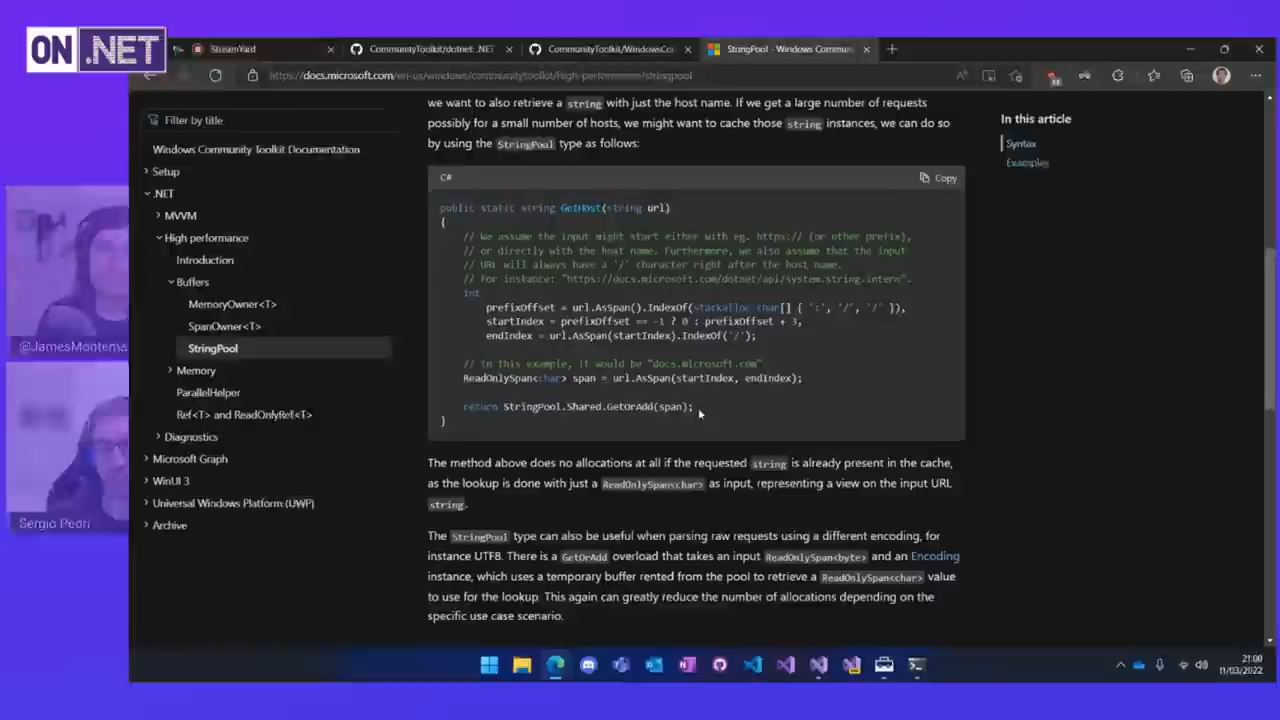 ON .NET
StreamYard
CommunityToolkit/dotnet: .NET
CommunityToolkit/WindowsCo
StringPool - Windows Commun
https://docs.microsoft.com/en-us/windows/communitytoolkit/high-performance/stringpool
Filter by title
Windows Community Toolkit Documentation
Setup
.NET
MVVM
High performance
Introduction
Buffers
MemoryOwner<T>
SpanOwner<T>
StringPool
Memory
ParallelHelper
Ref<T> and ReadOnlyRef<T>
Diagnostics
Microsoft Graph
WinUI 3
Universal Windows Platform (UWP)
Archive
we want to also retrieve a string with just the host name. If we get a large number of requests
possibly for a small number of hosts, we might want to cache those string instances, we can do so
by using the StringPool type as follows:
C#
Copy
public static string GetHost(string url)
{
// We assume the input might start either with eg. https:// (or other prefix),
// or directly with the host name. Furthermore, we also assume that the input
// URL will always have a '/' character right after the host name.
// For instance: "https://docs.microsoft.com/dotnet/api/system.string.intern".
int
prefixOffset = url.AsSpan().IndexOf(stackalloc char[] { ':', '/', '/' }),
startIndex = prefixOffset == -1 ? 0 : prefixOffset + 3,
endIndex = url.AsSpan(startIndex).IndexOf('/');
// In this example, it would be "docs.microsoft.com"
ReadOnlySpan<char> span = url.AsSpan(startIndex, endIndex);
return StringPool.Shared.GetOrAdd(span);
}
The method above does no allocations at all if the requested string is already present in the cache,
as the lookup is done with just a ReadOnlySpan<char> as input, representing a view on the input URL
string.
The StringPool type can also be useful when parsing raw requests using a different encoding, for
instance UTF8. There is a GetOrAdd overload that takes an input ReadOnlySpan<byte> and an Encoding
instance, which uses a temporary buffer rented from the pool to retrieve a ReadOnlySpan<char> value
to use for the lookup. This again can greatly reduce the number of allocations depending on the
specific use case scenario.
In this article
Syntax
Examples
@JamesMontema
Sergio Pedri
21:00
11/03/2022